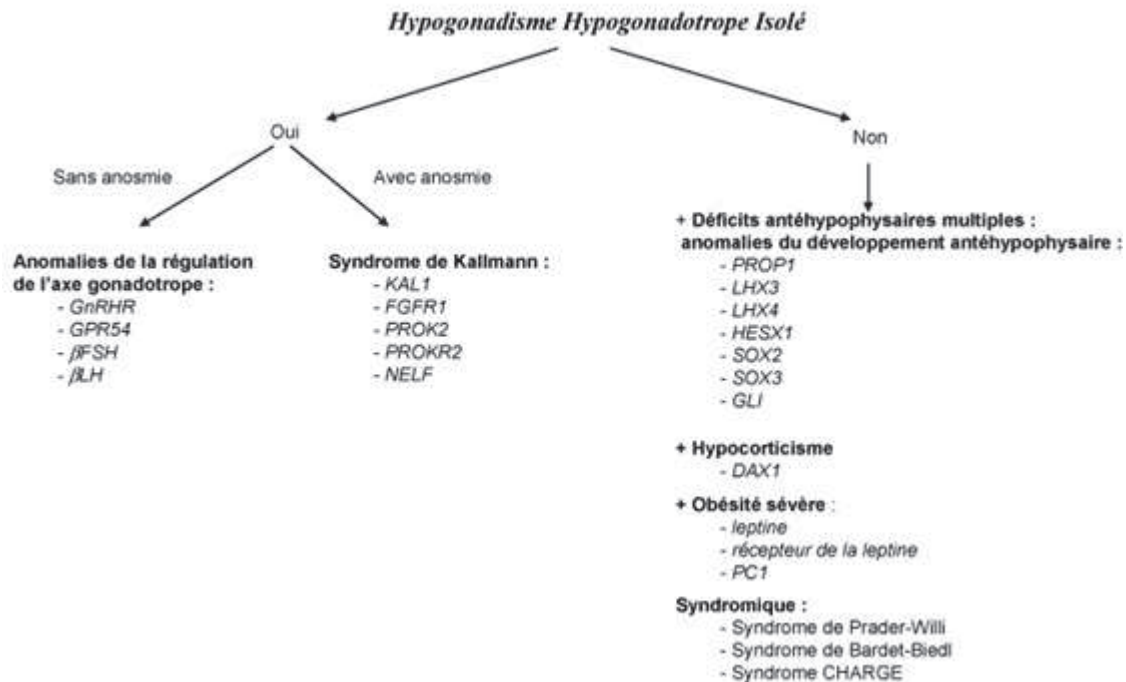 Hypogonadisme Hypogonadotrope Isolé
Oui
Non
Sans anosmie
Avec anosmie
Anomalies de la régulation
de l'axe gonadotrope :
- GnRHR
- GPR54
- βFSH
- βLH
Syndrome de Kallmann :
- KAL1
- FGFR1
- PROK2
- PROKR2
- NELF
+ Déficits antéhypophysaires multiples :
anomalies du développement antéhypophysaire :
- PROP1
- LHX3
- LHX4
- HESX1
- SOX2
- SOX3
- GLI
+ Hypocorticisme
- DAX1
+ Obésité sévère :
- leptine
- récepteur de la leptine
- PC1
Syndromique :
- Syndrome de Prader-Willi
- Syndrome de Bardet-Biedl
- Syndrome CHARGE